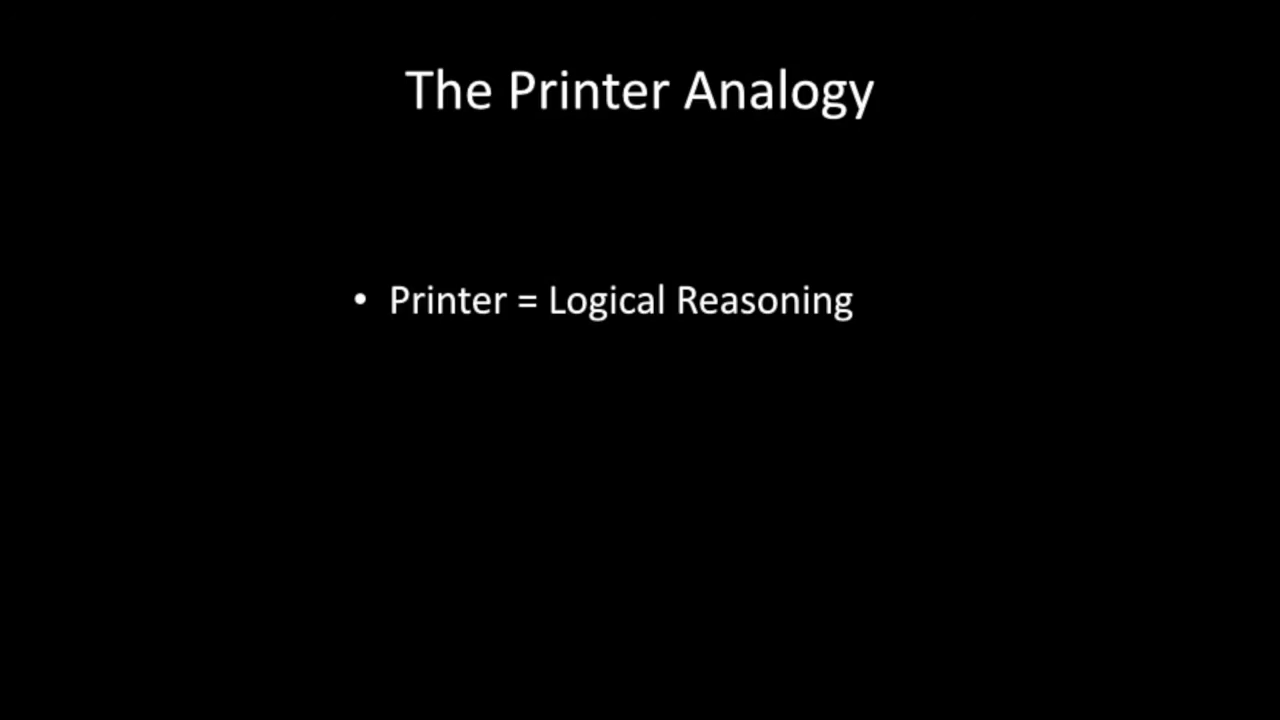 The Printer Analogy
• Printer = Logical Reasoning